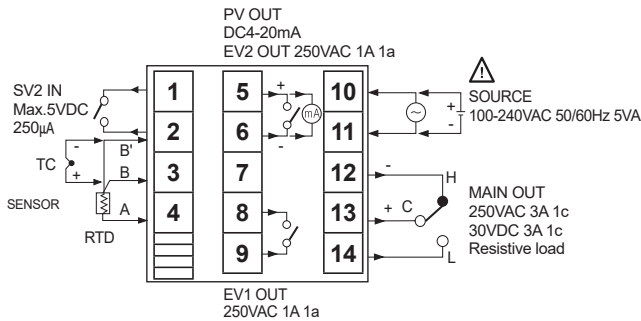 PV OUT
DC4-20mA
EV2 OUT 250VAC 1A 1a
SV2 IN
Max.5VDC
250µA
1
2
3
4
5
6
7
8
9
10
11
12
13
14
+
-
mA
SOURCE
100-240VAC 50/60Hz 5VA
+
-
TC
-
+
B'
B
A
SENSOR
RTD
-
H
+ C
L
MAIN OUT
250VAC 3A 1c
30VDC 3A 1c
Resistive load
EV1 OUT
250VAC 1A 1a